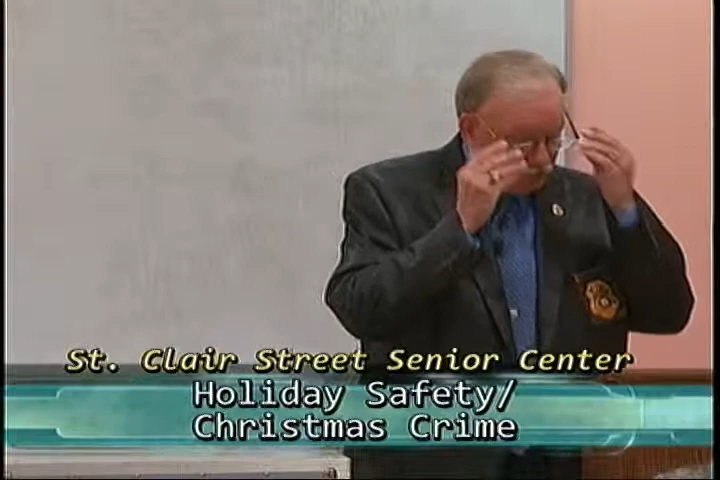 St. Clair Street Senior Center
Holiday Safety/
Christmas Crime